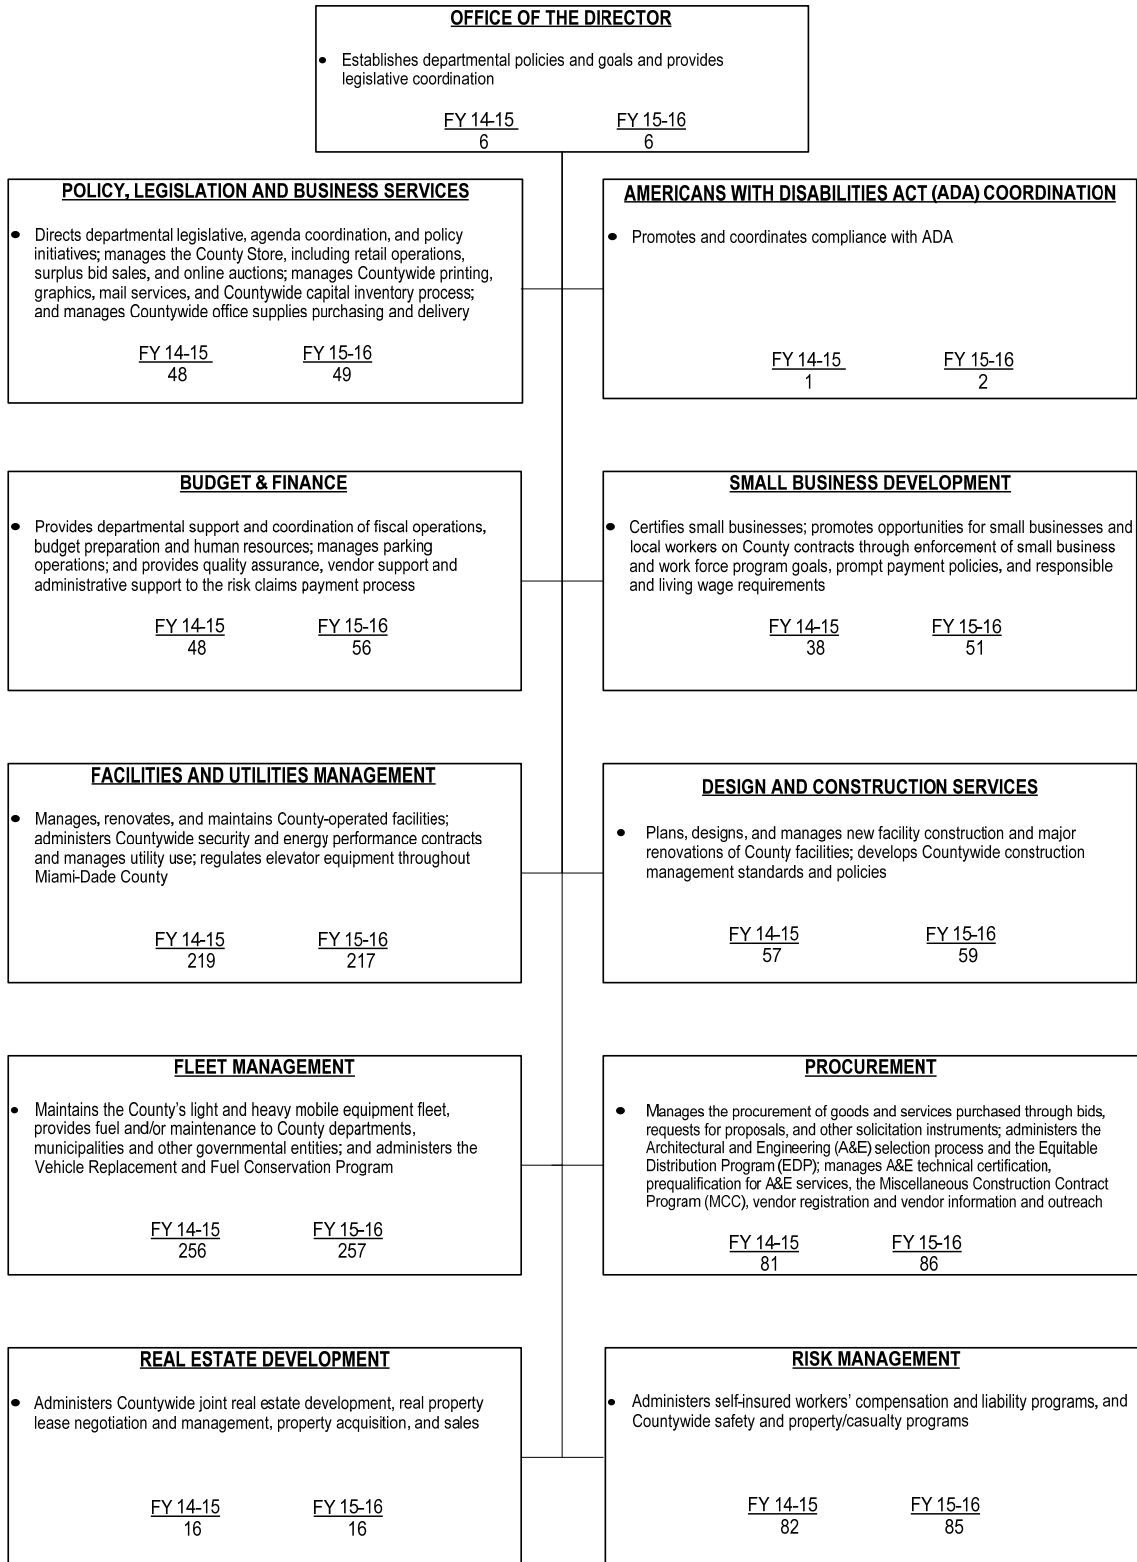 OFFICE OF THE DIRECTOR
• Establishes departmental policies and goals and provides
legislative coordination
FY 14-15 FY 15-16
6 6
POLICY, LEGISLATION AND BUSINESS SERVICES
• Directs departmental legislative, agenda coordination, and policy
initiatives; manages the County Store, including retail operations,
surplus bid sales, and online auctions; manages Countywide printing,
graphics, mail services, and Countywide capital inventory process;
and manages Countywide office supplies purchasing and delivery
FY 14-15 FY 15-16
48 49
AMERICANS WITH DISABILITIES ACT (ADA) COORDINATION
• Promotes and coordinates compliance with ADA
FY 14-15 FY 15-16
1 2
BUDGET & FINANCE
• Provides departmental support and coordination of fiscal operations,
budget preparation and human resources; manages parking
operations; and provides quality assurance, vendor support and
administrative support to the risk claims payment process
FY 14-15 FY 15-16
48 56
SMALL BUSINESS DEVELOPMENT
• Certifies small businesses; promotes opportunities for small businesses and
local workers on County contracts through enforcement of small business
and work force program goals, prompt payment policies, and responsible
and living wage requirements
FY 14-15 FY 15-16
38 51
FACILITIES AND UTILITIES MANAGEMENT
• Manages, renovates, and maintains County-operated facilities;
administers Countywide security and energy performance contracts
and manages utility use; regulates elevator equipment throughout
Miami-Dade County
FY 14-15 FY 15-16
219 217
DESIGN AND CONSTRUCTION SERVICES
• Plans, designs, and manages new facility construction and major
renovations of County facilities; develops Countywide construction
management standards and policies
FY 14-15 FY 15-16
57 59
FLEET MANAGEMENT
• Maintains the County's light and heavy mobile equipment fleet,
provides fuel and/or maintenance to County departments,
municipalities and other governmental entities; and administers the
Vehicle Replacement and Fuel Conservation Program
FY 14-15 FY 15-16
256 257
PROCUREMENT
• Manages the procurement of goods and services purchased through bids,
requests for proposals, and other solicitation instruments; administers the
Architectural and Engineering (A&E) selection process and the Equitable
Distribution Program (EDP); manages A&E technical certification,
prequalification for A&E services, the Miscellaneous Construction Contract
Program (MCC), vendor registration and vendor information and outreach
FY 14-15 FY 15-16
81 86
REAL ESTATE DEVELOPMENT
• Administers Countywide joint real estate development, real property
lease negotiation and management, property acquisition, and sales
FY 14-15 FY 15-16
16 16
RISK MANAGEMENT
• Administers self-insured workers' compensation and liability programs, and
Countywide safety and property/casualty programs
FY 14-15 FY 15-16
82 85